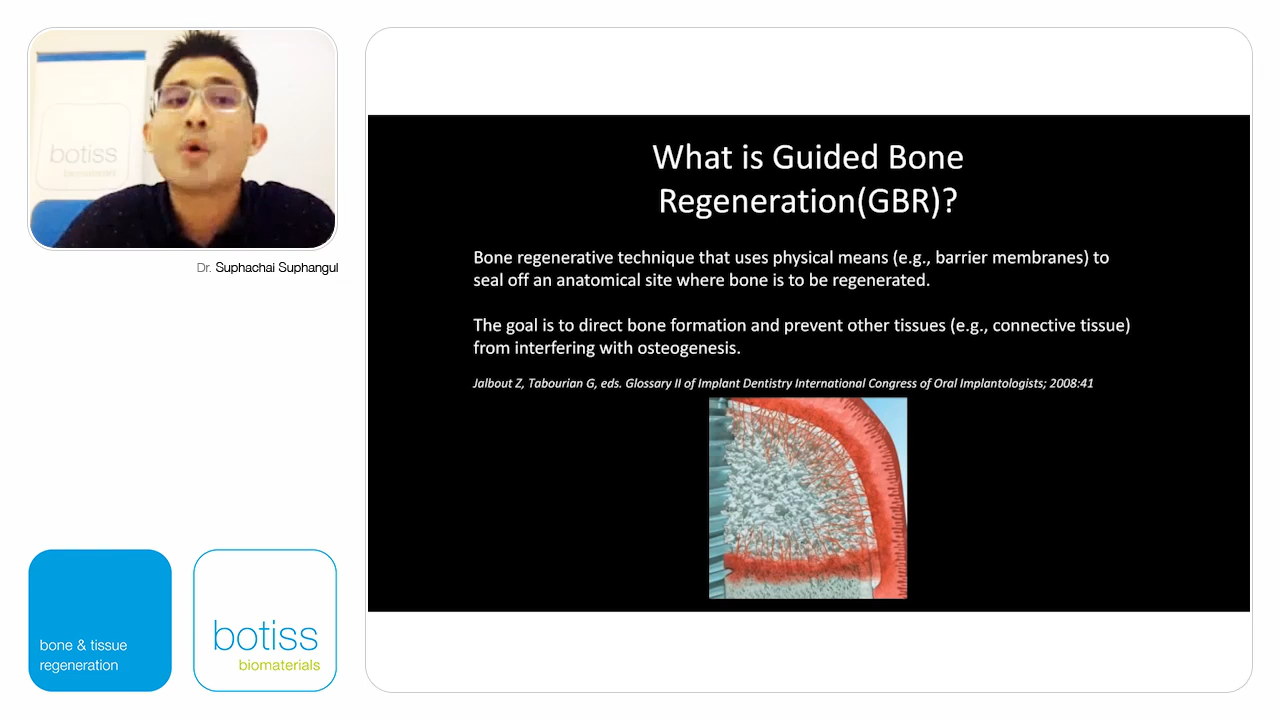 botiss
biomaterials
Dr. Suphachai Suphangul
bone & tissue
regeneration
botiss
biomaterials
What is Guided Bone
Regeneration(GBR)?
Bone regenerative technique that uses physical means (e.g., barrier membranes) to
seal off an anatomical site where bone is to be regenerated.
The goal is to direct bone formation and prevent other tissues (e.g., connective tissue)
from interfering with osteogenesis.
Jalbout Z, Tabourian G, eds. Glossary II of Implant Dentistry International Congress of Oral Implantologists; 2008:41